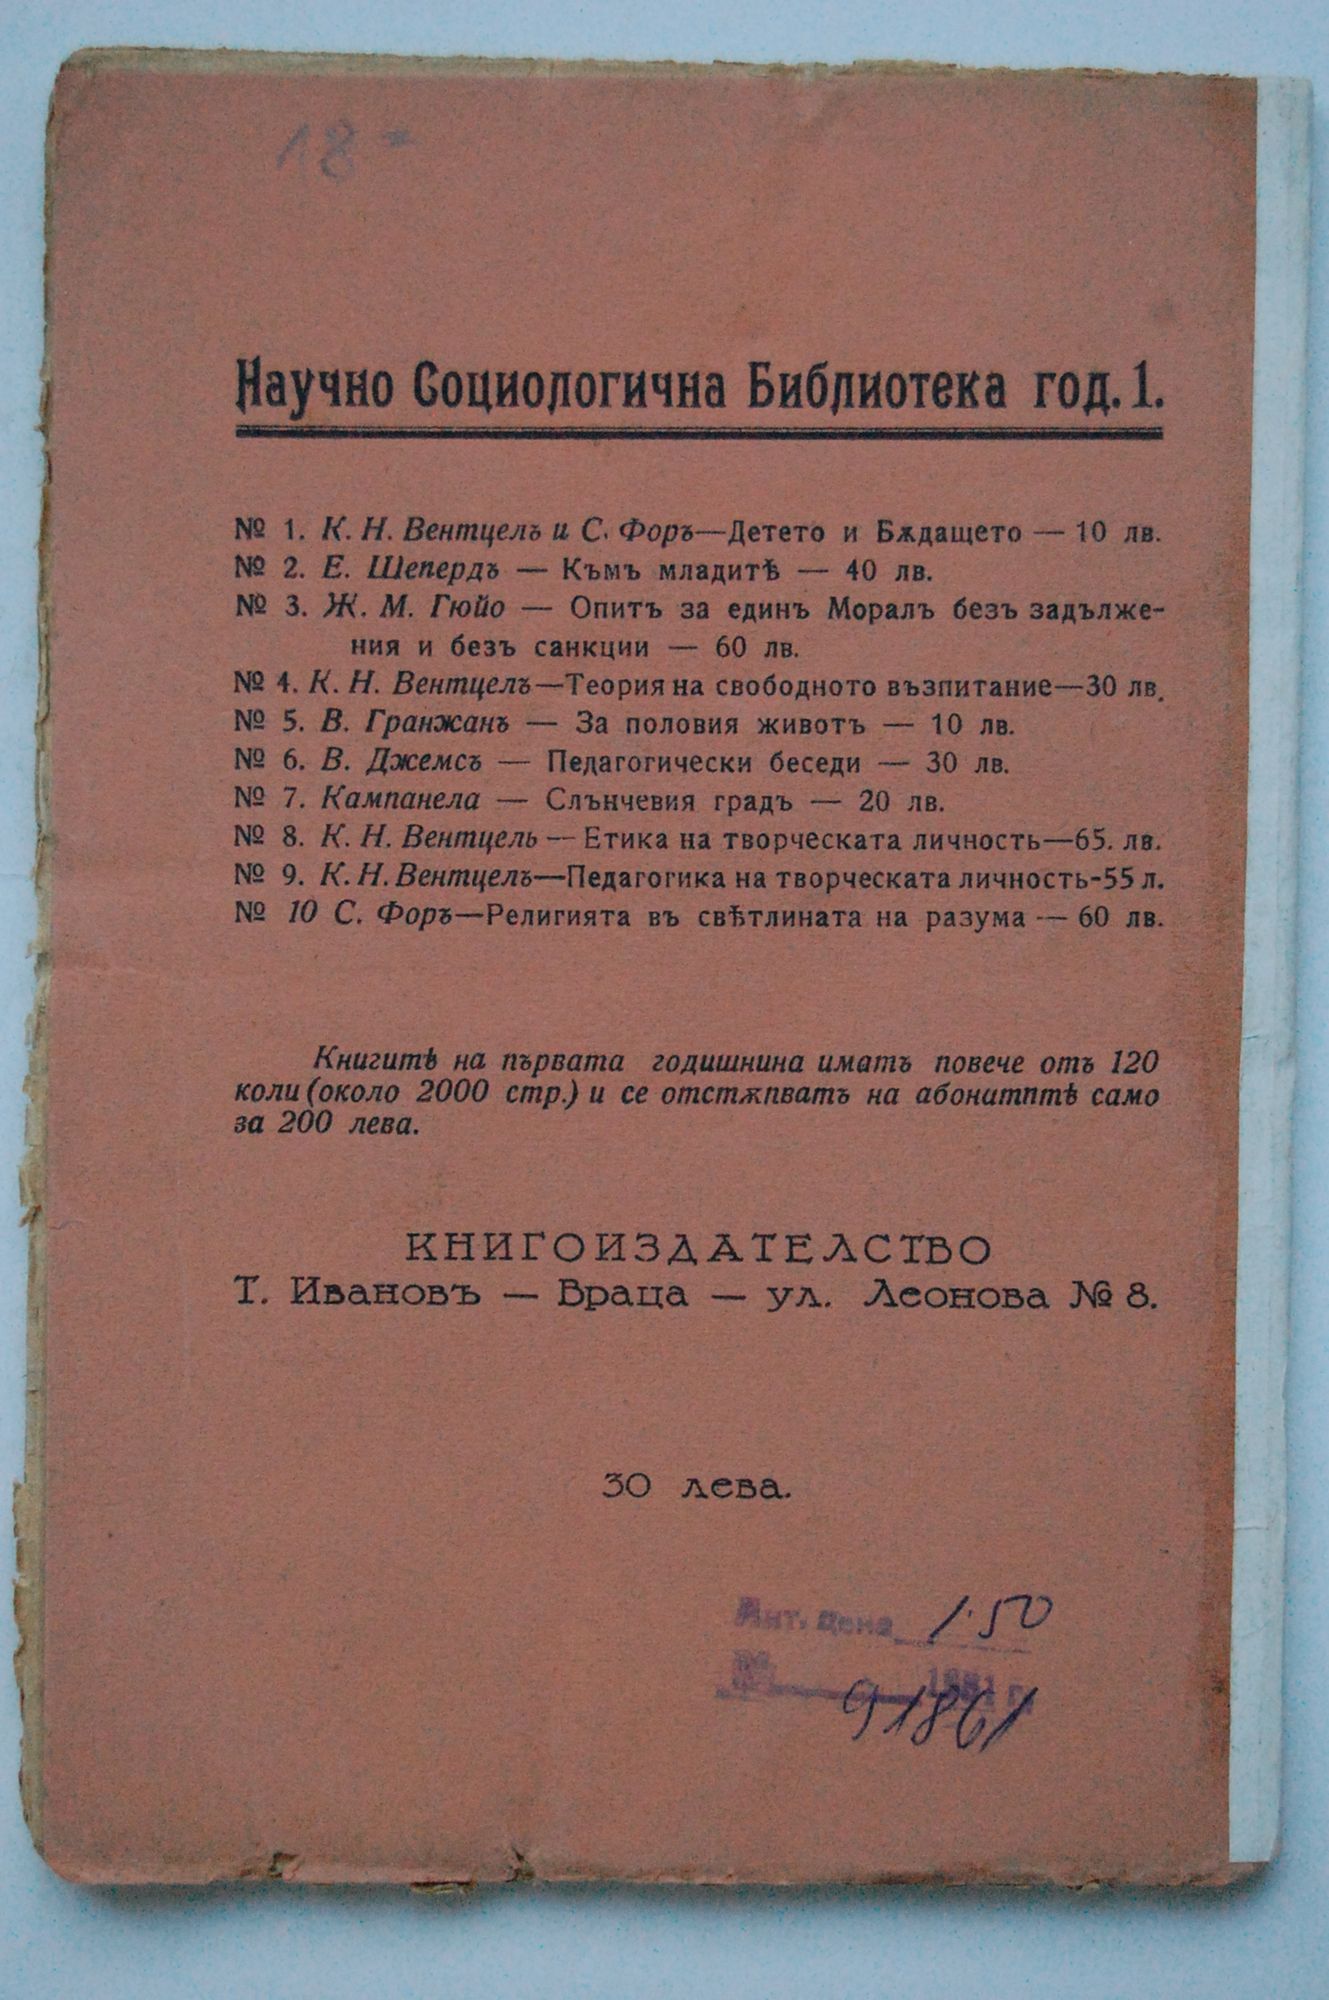 18
Научно Социологична Библиотека год. 1.
№ 1. К. Н. Вентцелъ и С. Форъ—Детето и Бѫдащето — 10 лв.
№ 2. Е. Шепердъ — Къмъ младитѣ — 40 лв.
№ 3. Ж. М. Гюйо — Опитъ за единъ Моралъ безъ задълже-
ния и безъ санкции — 60 лв.
№ 4. К. Н. Вентцелъ—Теория на свободното възпитание—30 лв.
№ 5. В. Гранжанъ — За половия животъ — 10 лв.
№ 6. В. Джемсъ — Педагогически беседи — 30 лв.
№ 7. Кампанела — Слънчевия градъ — 20 лв.
№ 8. К. Н. Вентцель — Етика на творческата личность—65. лв.
№ 9. К. Н. Вентцелъ—Педагогика на творческата личность-55 л.
№ 10 С. Форъ—Религията въ свѣтлината на разума — 60 лв.
Книгитѣ на първата годишнина иматъ повече отъ 120
коли (около 2000 стр.) и се отстѫпватъ на абонатптѣ само
за 200 лева.
КНИГОИЗДАТЕЛСТВО
Т. Ивановъ — Враца — ул. Леонова № 8.
30 лева.
Ант. цена 1.50
91861